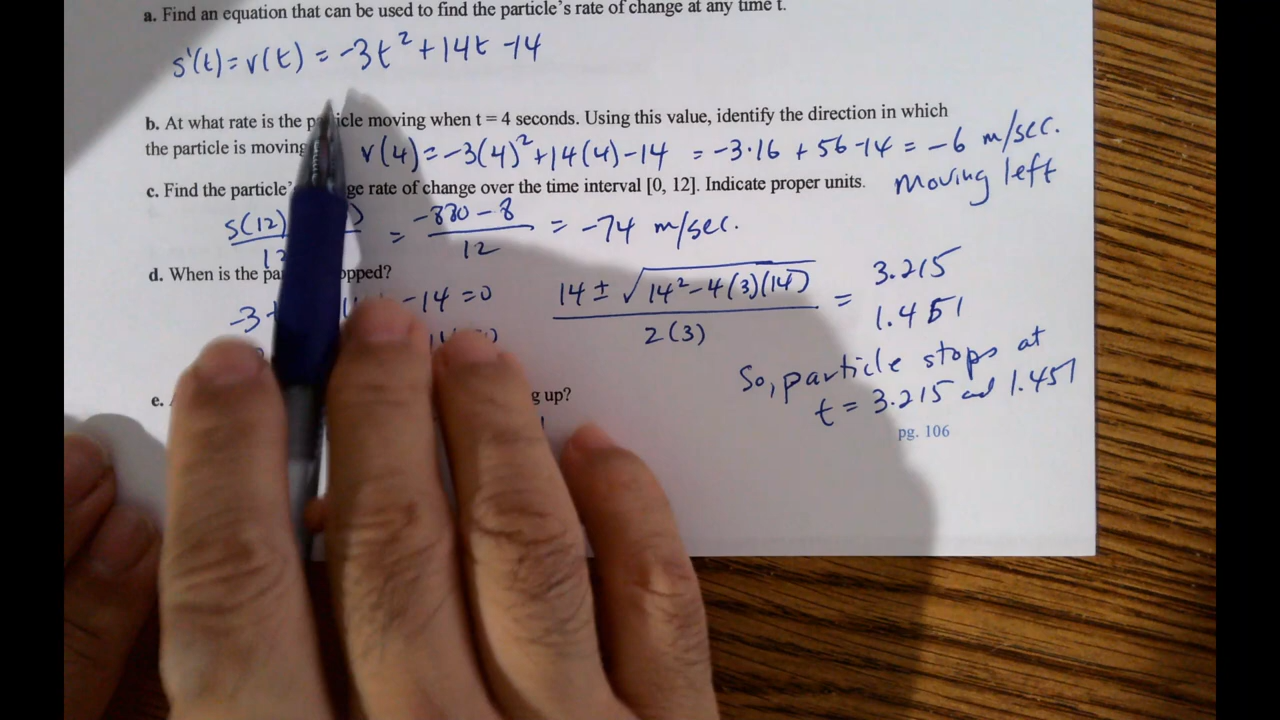 a. Find an equation that can be used to find the particle's rate of change at any time t.
s'(t) = v(t) = -3t² + 14t - 14
b. At what rate is the particle moving when t = 4 seconds. Using this value, identify the direction in which
the particle is moving
v(4) = -3(4)² + 14(4) - 14 = -3·16 + 56 - 14 = -6 m/sec.
moving left
c. Find the particle' ge rate of change over the time interval [0, 12]. Indicate proper units.
s(12) = -880 - 8 / 12 = -74 m/sec.
d. When is the pa opped?
-3 -14 = 0
14 ± √14² - 4(3)(14) / 2(3) = 3.215
1.451
So, particle stops at
t = 3.215 and 1.451
e. g up?
pg. 106